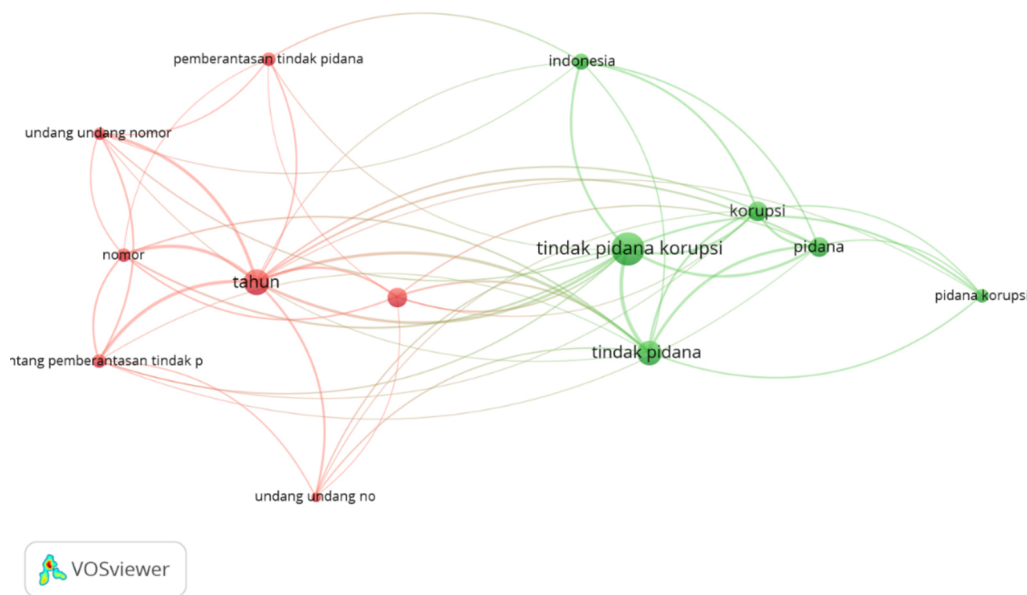 pemberantasan tindak pidana
indonesia
undang undang nomor
korupsi
tindak pidana korupsi
pidana
nomor
tahun
pidana korupsi
tindak pidana
ntang pemberantasan tindak p
undang undang no
VOSviewer